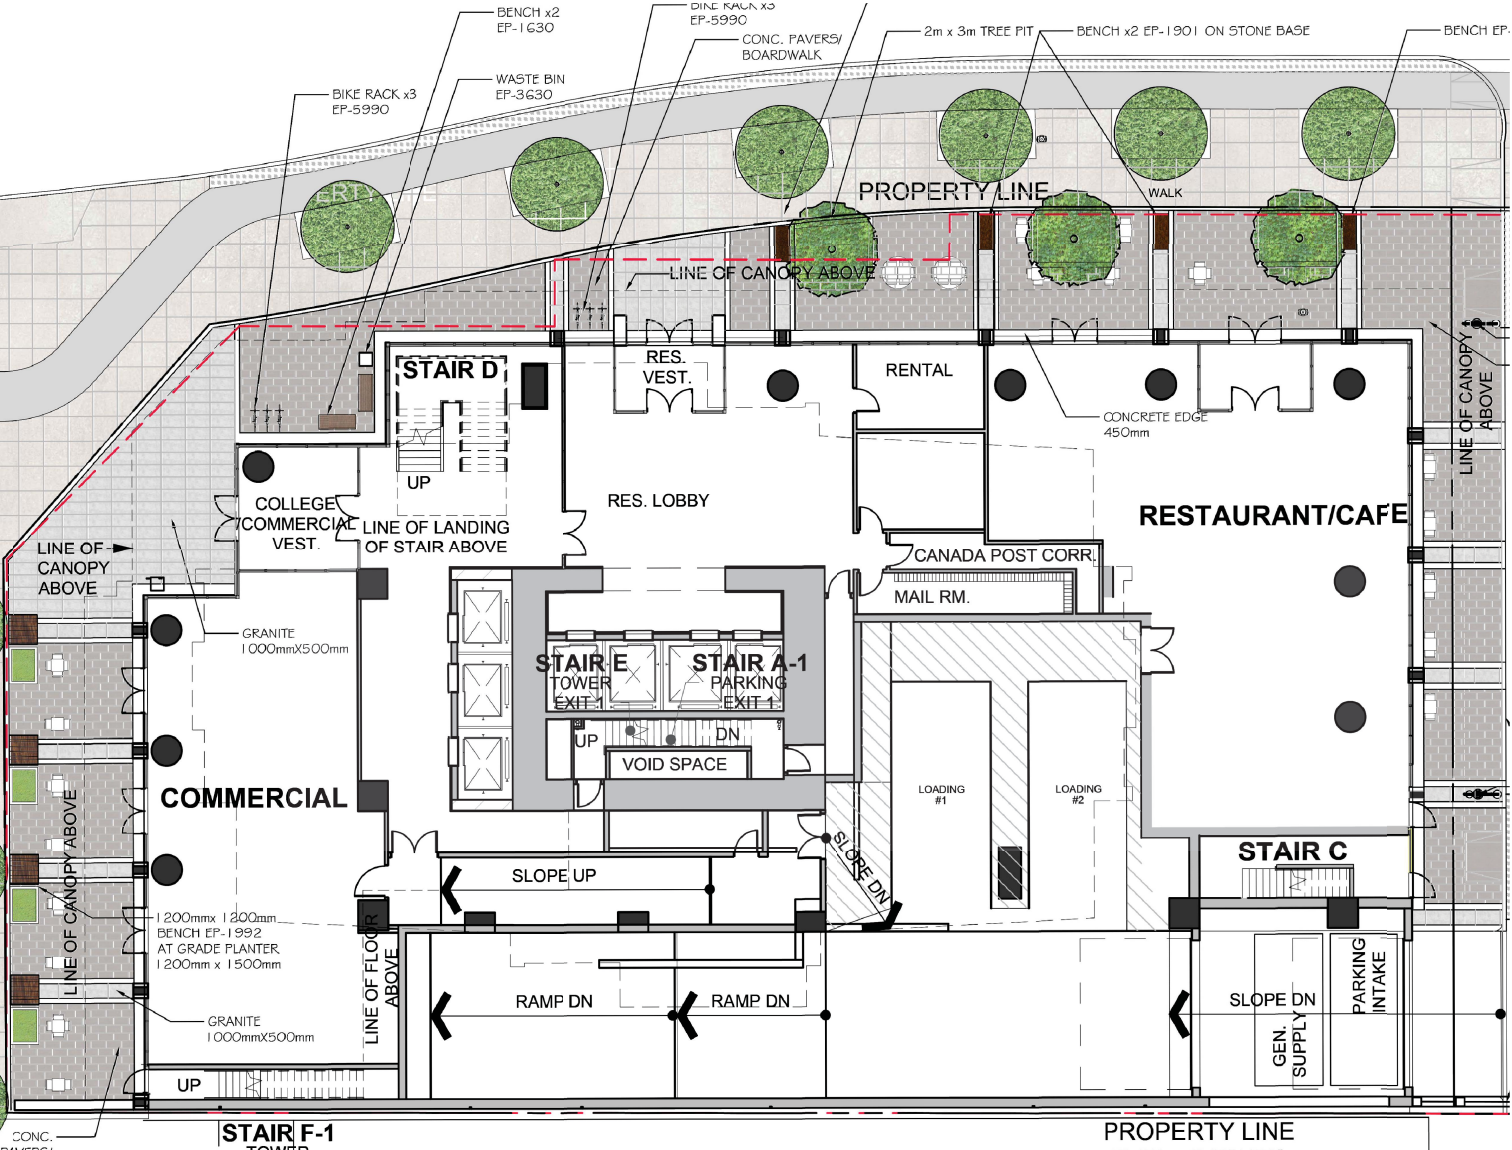 BENCH x2
EP-1630
BIKE RACK x3
EP-5990
CONC. PAVERS/
BOARDWALK
2m x 3m TREE PIT
BENCH x2 EP-1901 ON STONE BASE
BENCH EP-
WASTE BIN
EP-3630
BIKE RACK x3
EP-5990
PROPERTY LINE
WALK
LINE OF CANOPY ABOVE
STAIR D
RES.
VEST.
RENTAL
CONCRETE EDGE
450mm
LINE OF CANOPY
ABOVE
UP
COLLEGE
/COMMERCIAL
VEST.
LINE OF LANDING
OF STAIR ABOVE
RES. LOBBY
RESTAURANT/CAFE
LINE OF
CANOPY
ABOVE
CANADA POST CORR.
MAIL RM.
GRANITE
1000mmX500mm
STAIR E
TOWER
EXIT 1
STAIR A-1
PARKING
EXIT 1
UP
DN
VOID SPACE
COMMERCIAL
LINE OF CANOPY ABOVE
LOADING
#1
LOADING
#2
SLOPE DN
STAIR C
SLOPE UP
1200mmx 1200mm
BENCH EP-1992
AT GRADE PLANTER
1200mm x 1500mm
LINE OF FLOOR
ABOVE
RAMP DN
RAMP DN
SLOPE DN
GEN.
SUPPLY
PARKING
INTAKE
GRANITE
1000mmX500mm
UP
CONC.
PAVERS/
STAIR F-1
TOWER
PROPERTY LINE